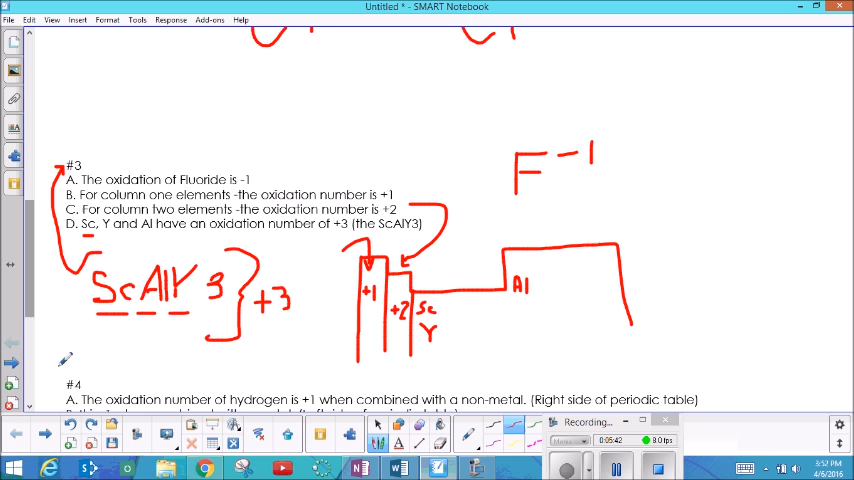 Untitled * - SMART Notebook
File Edit View Insert Format Tools Response Add-ons Help
#3
A. The oxidation of Fluoride is -1
B. For column one elements -the oxidation number is +1
C. For column two elements -the oxidation number is +2
D. Sc, Y and Al have an oxidation number of +3 (the ScAlY3)
F -1
ScAlY 3 } +3
+1
+2
Sc
Y
Al
#4
A. The oxidation number of hydrogen is +1 when combined with a non-metal. (Right side of periodic table)
Recording...
Menu
0:05:42
8.0 fps
3:52 PM
4/6/2016